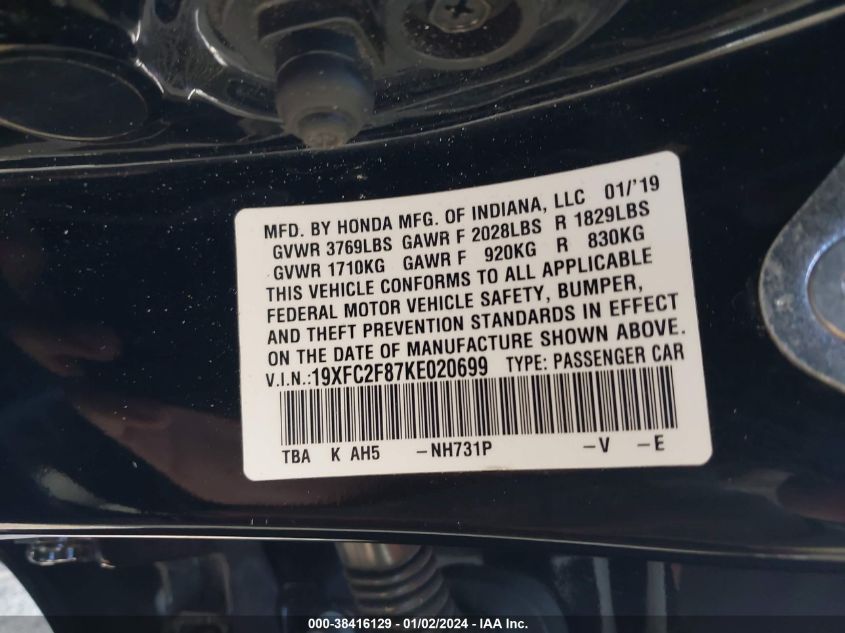 MFD. BY HONDA MFG. OF INDIANA, LLC 01/'19
GVWR 3769LBS GAWR F 2028LBS R 1829LBS
GVWR 1710KG GAWR F 920KG R 830KG
THIS VEHICLE CONFORMS TO ALL APPLICABLE
FEDERAL MOTOR VEHICLE SAFETY, BUMPER,
AND THEFT PREVENTION STANDARDS IN EFFECT
ON THE DATE OF MANUFACTURE SHOWN ABOVE.
V.I.N.:19XFC2F87KE020699 TYPE: PASSENGER CAR
TBA K AH5 -NH731P -V -E
000-38416129 - 01/02/2024 - IAA Inc.